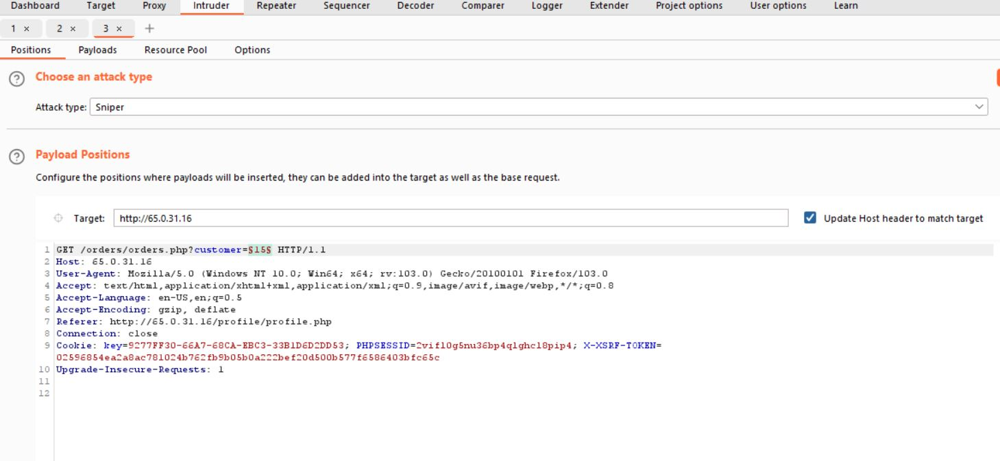 Dashboard Target Proxy Intruder Repeater Sequencer Decoder Comparer Logger Extender Project options User options Learn
1 × 2 × 3 × +
Positions Payloads Resource Pool Options
? Choose an attack type
Attack type: Sniper
? Payload Positions
Configure the positions where payloads will be inserted, they can be added into the target as well as the base request.
Target: http://65.0.31.16 Update Host header to match target
1 GET /orders/orders.php?customer=§15§ HTTP/1.1
2 Host: 65.0.31.16
3 User-Agent: Mozilla/5.0 (Windows NT 10.0; Win64; x64; rv:103.0) Gecko/20100101 Firefox/103.0
4 Accept: text/html,application/xhtml+xml,application/xml;q=0.9,image/avif,image/webp,*/*;q=0.8
5 Accept-Language: en-US,en;q=0.5
6 Accept-Encoding: gzip, deflate
7 Referer: http://65.0.31.16/profile/profile.php
8 Connection: close
9 Cookie: key=9277FF30-66A7-68CA-EBC3-33B1D6D2DD53; PHPSESSID=2vifl0g5nu36bp4qlghcl8pip4; X-XSRF-TOKEN=
02596854ea2a8ac781024b762fb9b05b0a222bef20d500b577f6586403bfc65c
10 Upgrade-Insecure-Requests: 1
11
12